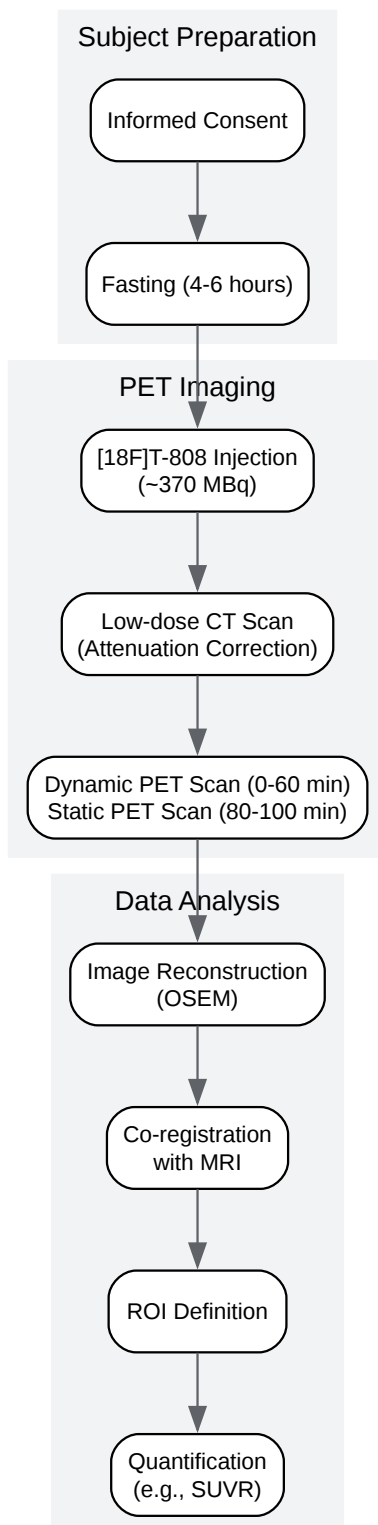 Subject Preparation
Informed Consent
Fasting (4-6 hours)
PET Imaging
[18F]T-808 Injection
(~370 MBq)
Low-dose CT Scan
(Attenuation Correction)
Dynamic PET Scan (0-60 min)
Static PET Scan (80-100 min)
Data Analysis
Image Reconstruction
(OSEM)
Co-registration
with MRI
ROI Definition
Quantification
(e.g., SUVR)